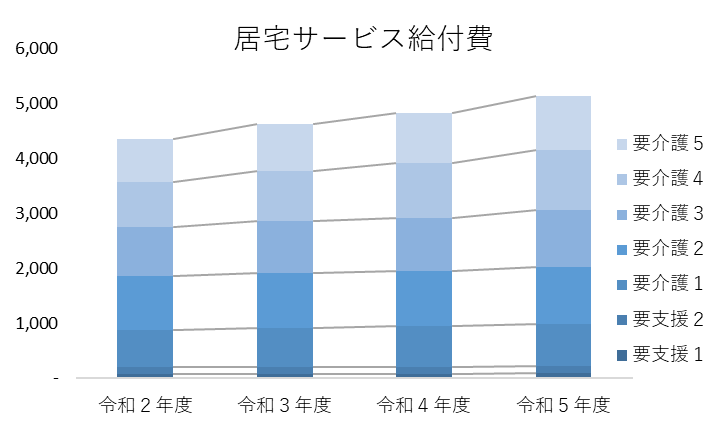 居宅サービス給付費
6,000
5,000
4,000
3,000
2,000
1,000
-
令和２年度
令和３年度
令和４年度
令和５年度
要介護５
要介護４
要介護３
要介護２
要介護１
要支援２
要支援１